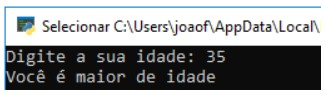 Selecionar C:\Users\joaof\AppData\Local\
Digite a sua idade: 35
Você é maior de idade